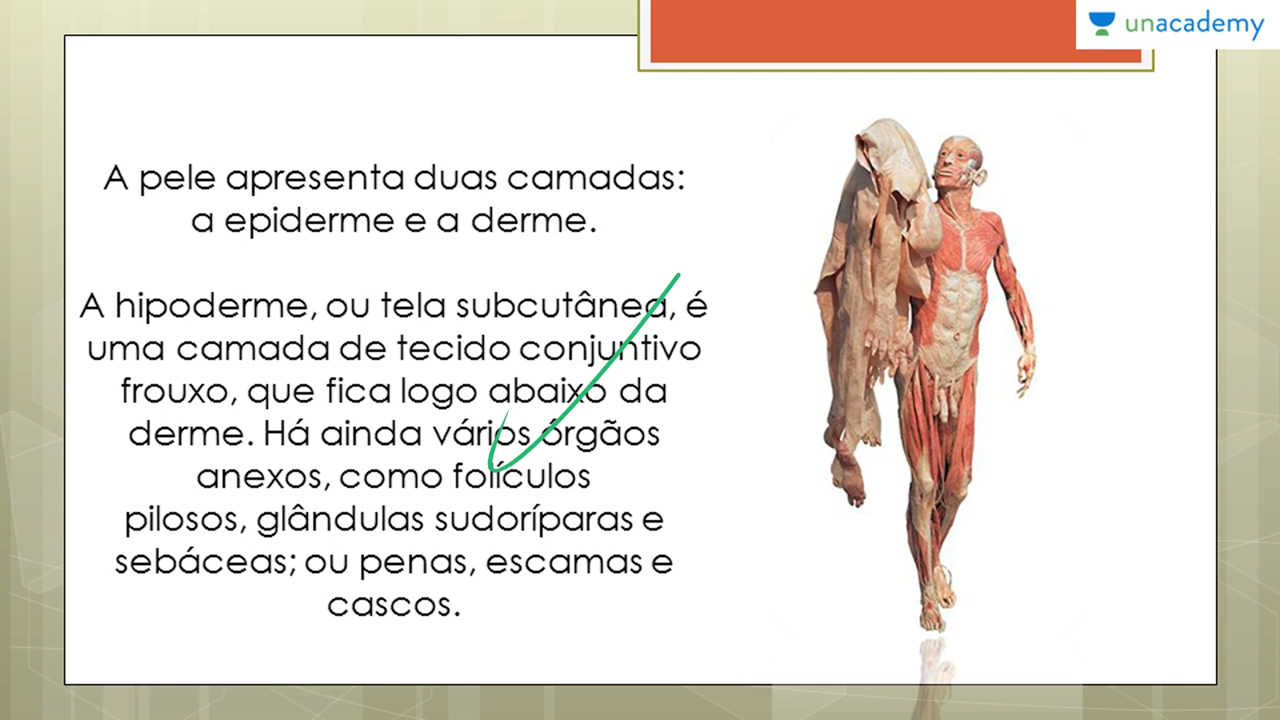 unacademy
A pele apresenta duas camadas:
a epiderme e a derme.
A hipoderme, ou tela subcutânea, é
uma camada de tecido conjuntivo
frouxo, que fica logo abaixo da
derme. Há ainda vários órgãos
anexos, como folículos
pilosos, glândulas sudoríparas e
sebáceas; ou penas, escamas e
cascos.